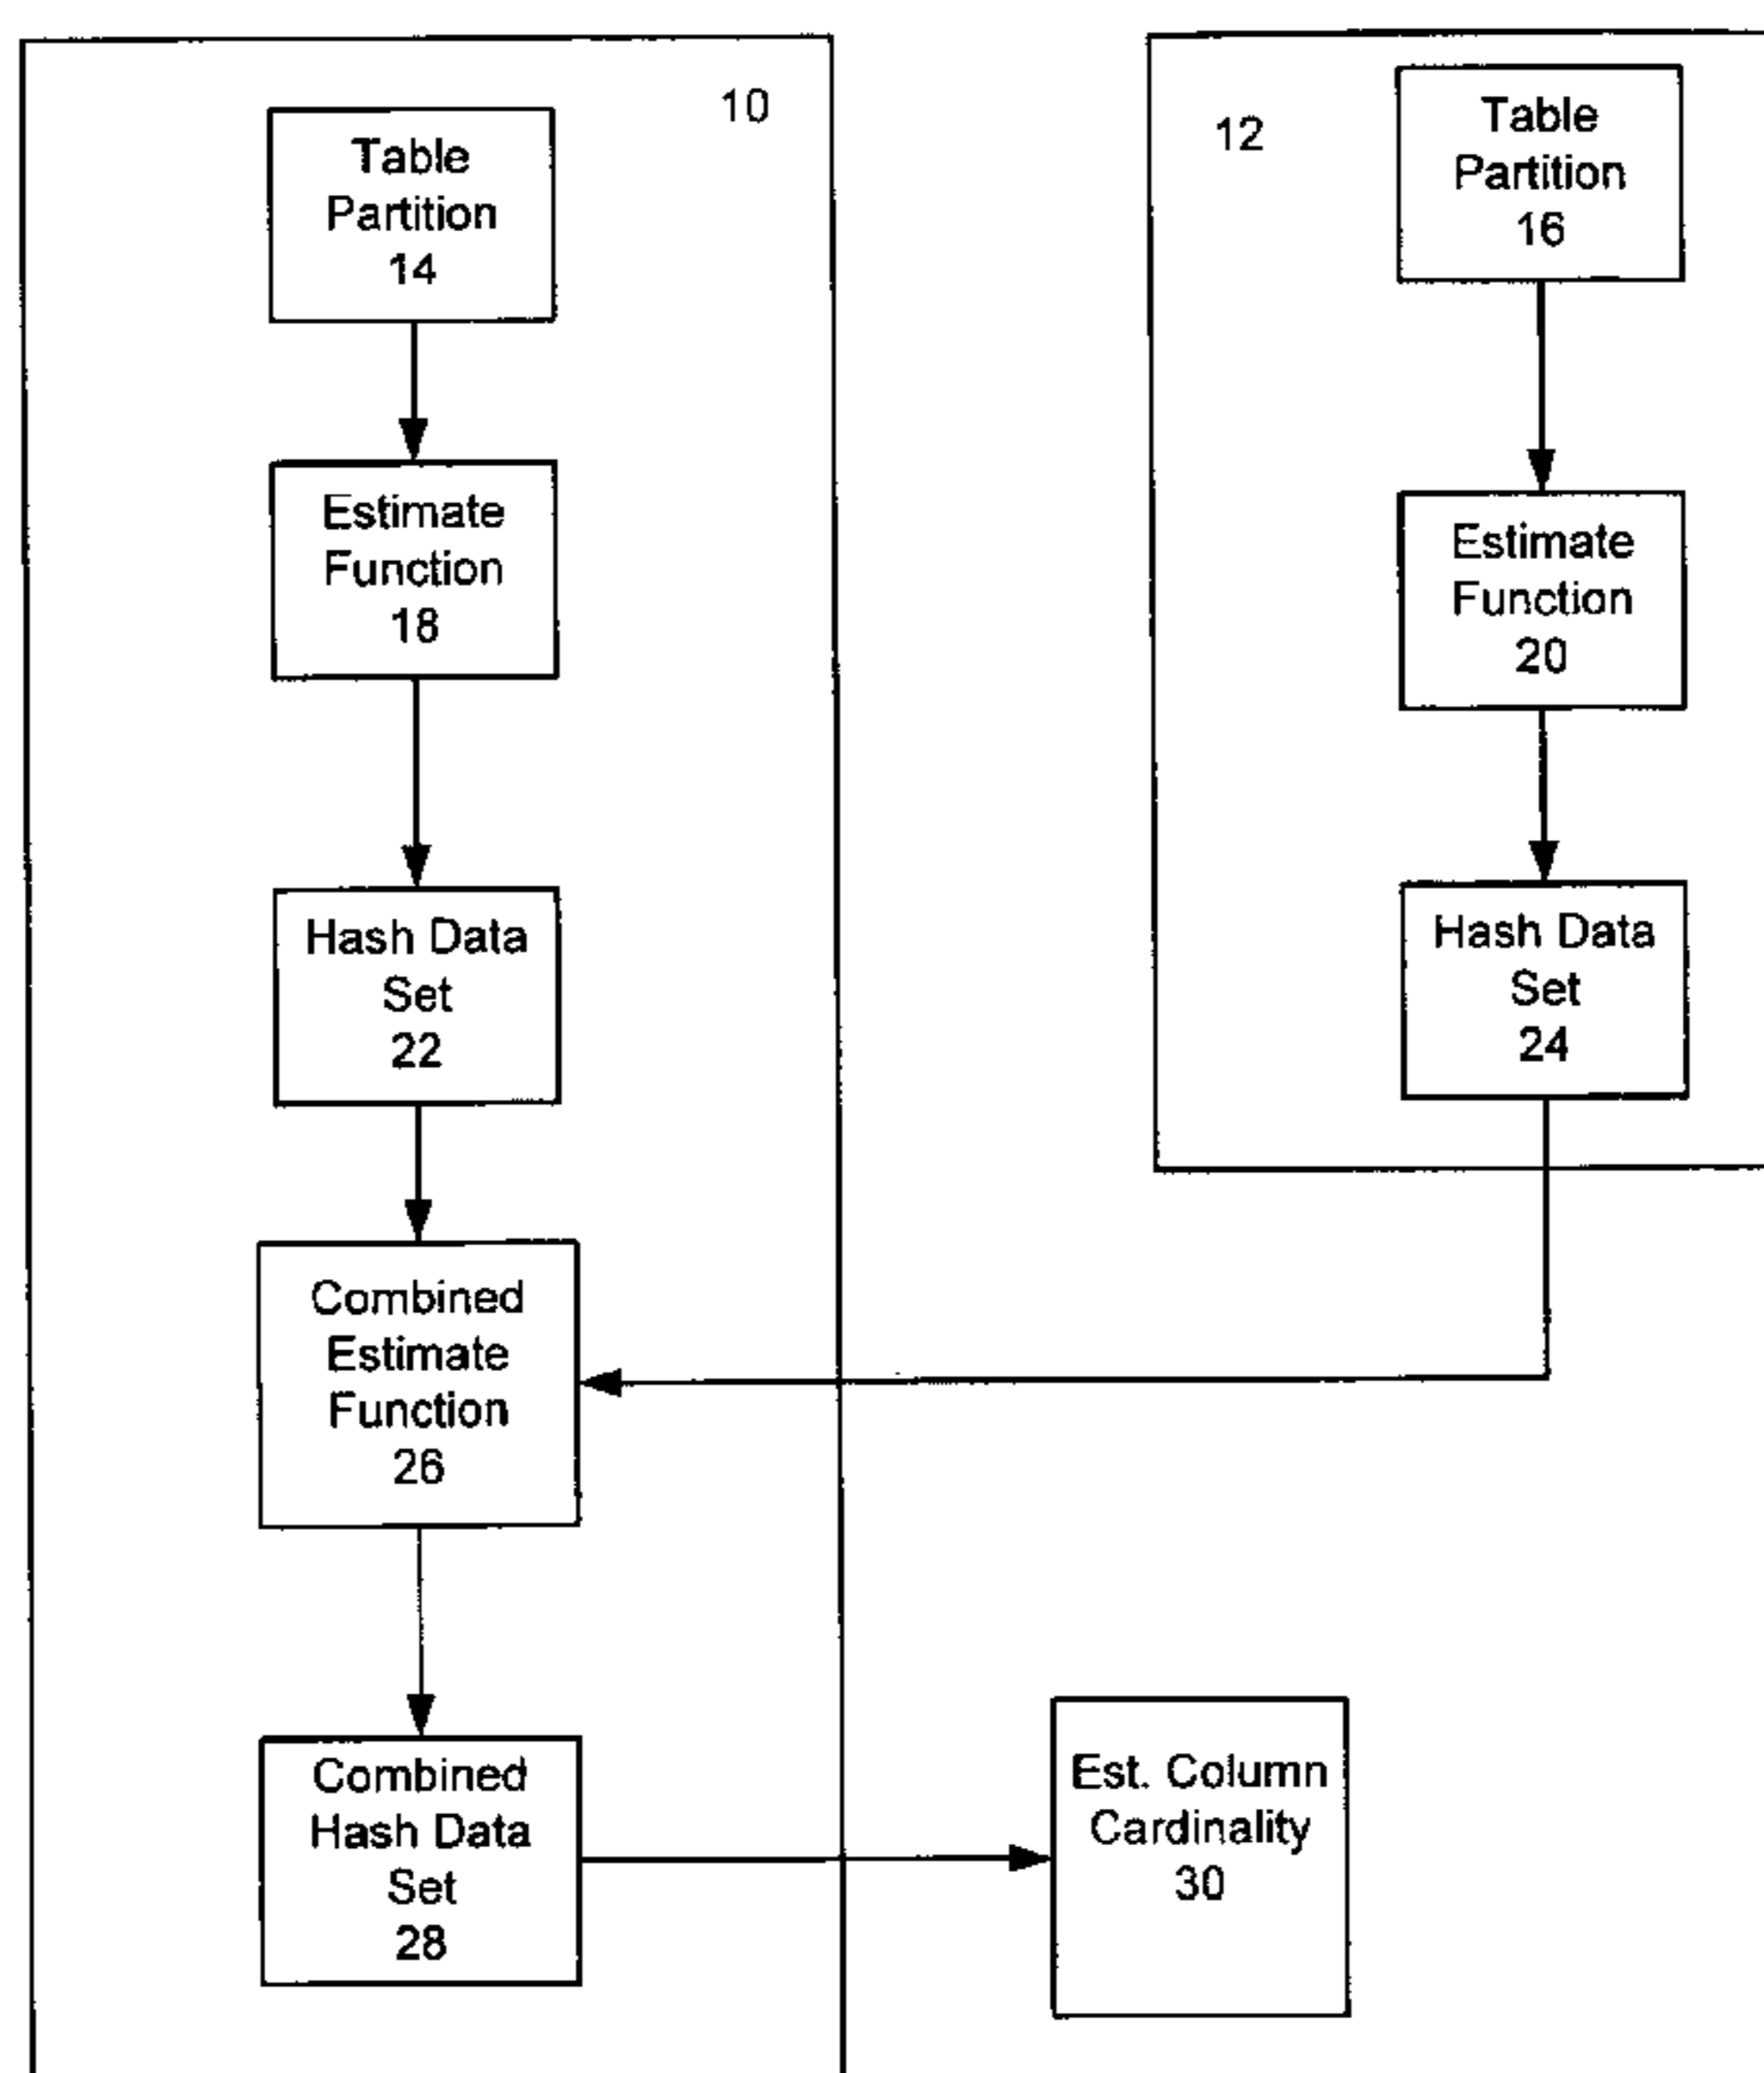 10
Table
Partition
14
Estimate
Function
18
Hash Data
Set
22
Combined
Estimate
Function
26
Combined
Hash Data
Set
28
12
Table
Partition
16
Estimate
Function
20
Hash Data
Set
24
Est. Column
Cardinality
30